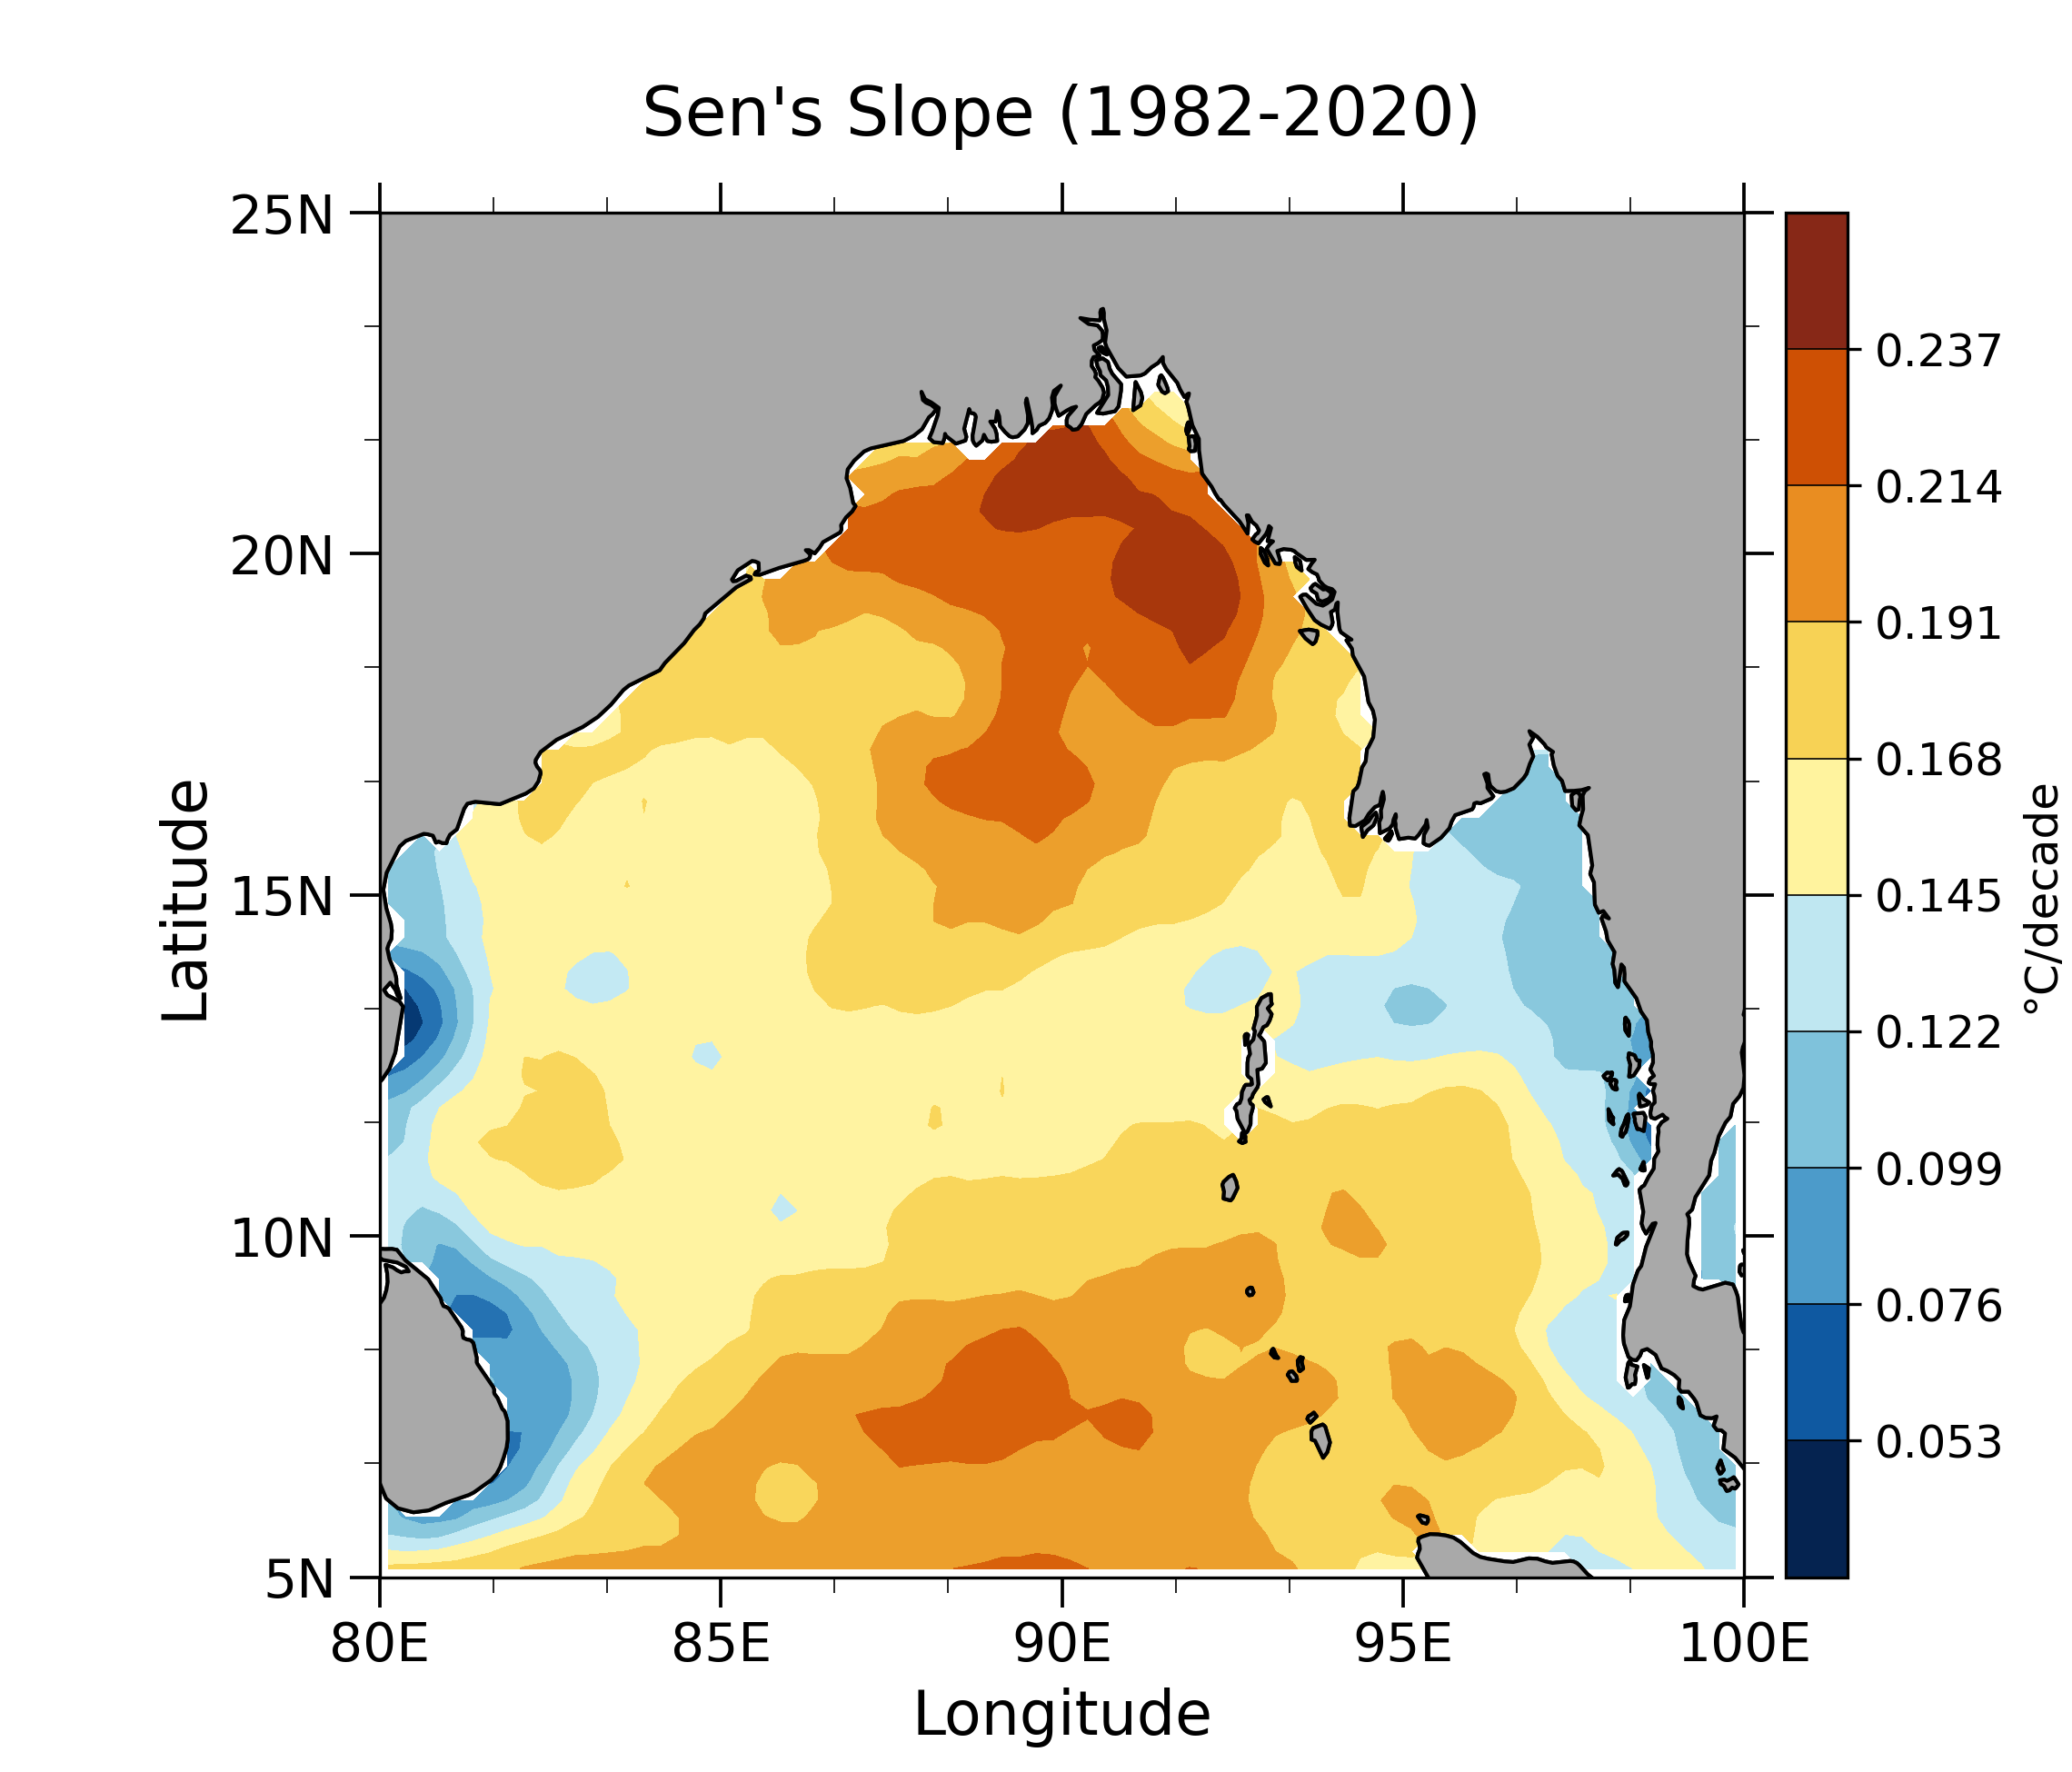 Sen's Slope (1982-2020)
25N
20N
15N
10N
5N
Latitude
80E
85E
90E
95E
100E
Longitude
0.237
0.214
0.191
0.168
0.145
0.122
0.099
0.076
0.053
°C/decade